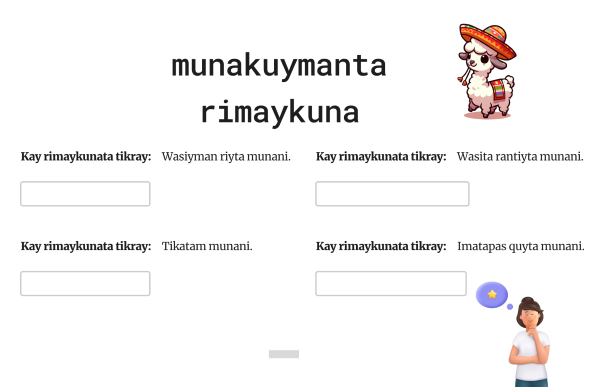 munakuymanta
rimaykuna
Kay rimaykunata tikray: Wasiyman riyta munani.
Kay rimaykunata tikray: Wasita rantiyta munani.
Kay rimaykunata tikray: Tikatam munani.
Kay rimaykunata tikray: Imatapas quyta munani.